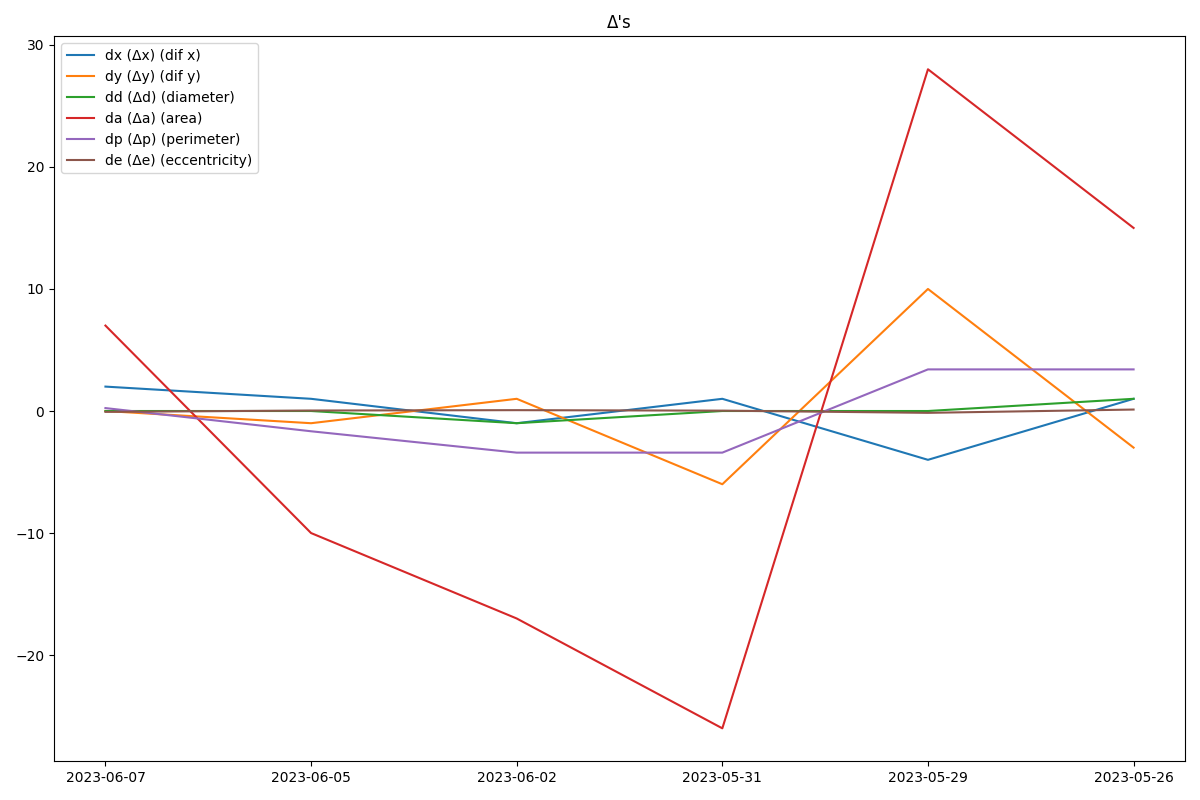 Δ's
dx (Δx) (dif x)
dy (Δy) (dif y)
dd (Δd) (diameter)
da (Δa) (area)
dp (Δp) (perimeter)
de (Δe) (eccentricity)
30
20
10
0
−10
−20
2023-06-07 2023-06-05 2023-06-02 2023-05-31 2023-05-29 2023-05-26